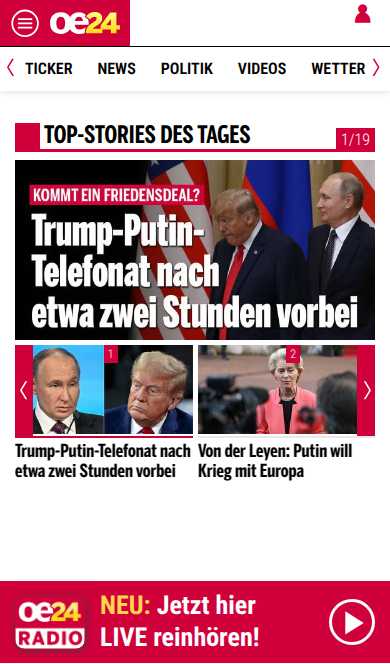 oe24
TICKER NEWS POLITIK VIDEOS WETTER
TOP-STORIES DES TAGES
1/19
KOMMT EIN FRIEDENSDEAL?
Trump-Putin-
Telefonat nach
etwa zwei Stunden vorbei
1
2
Trump-Putin-Telefonat nach
etwa zwei Stunden vorbei
Von der Leyen: Putin will
Krieg mit Europa
oe24
RADIO
NEU: Jetzt hier
LIVE reinhören!